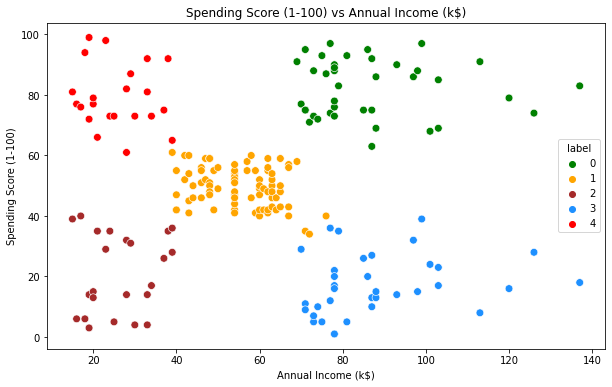 Spending Score (1-100) vs Annual Income (k$)
100
80
60
40
20
0
Spending Score (1-100)
label
0
1
2
3
4
20 40 60 80 100 120 140
Annual Income (k$)